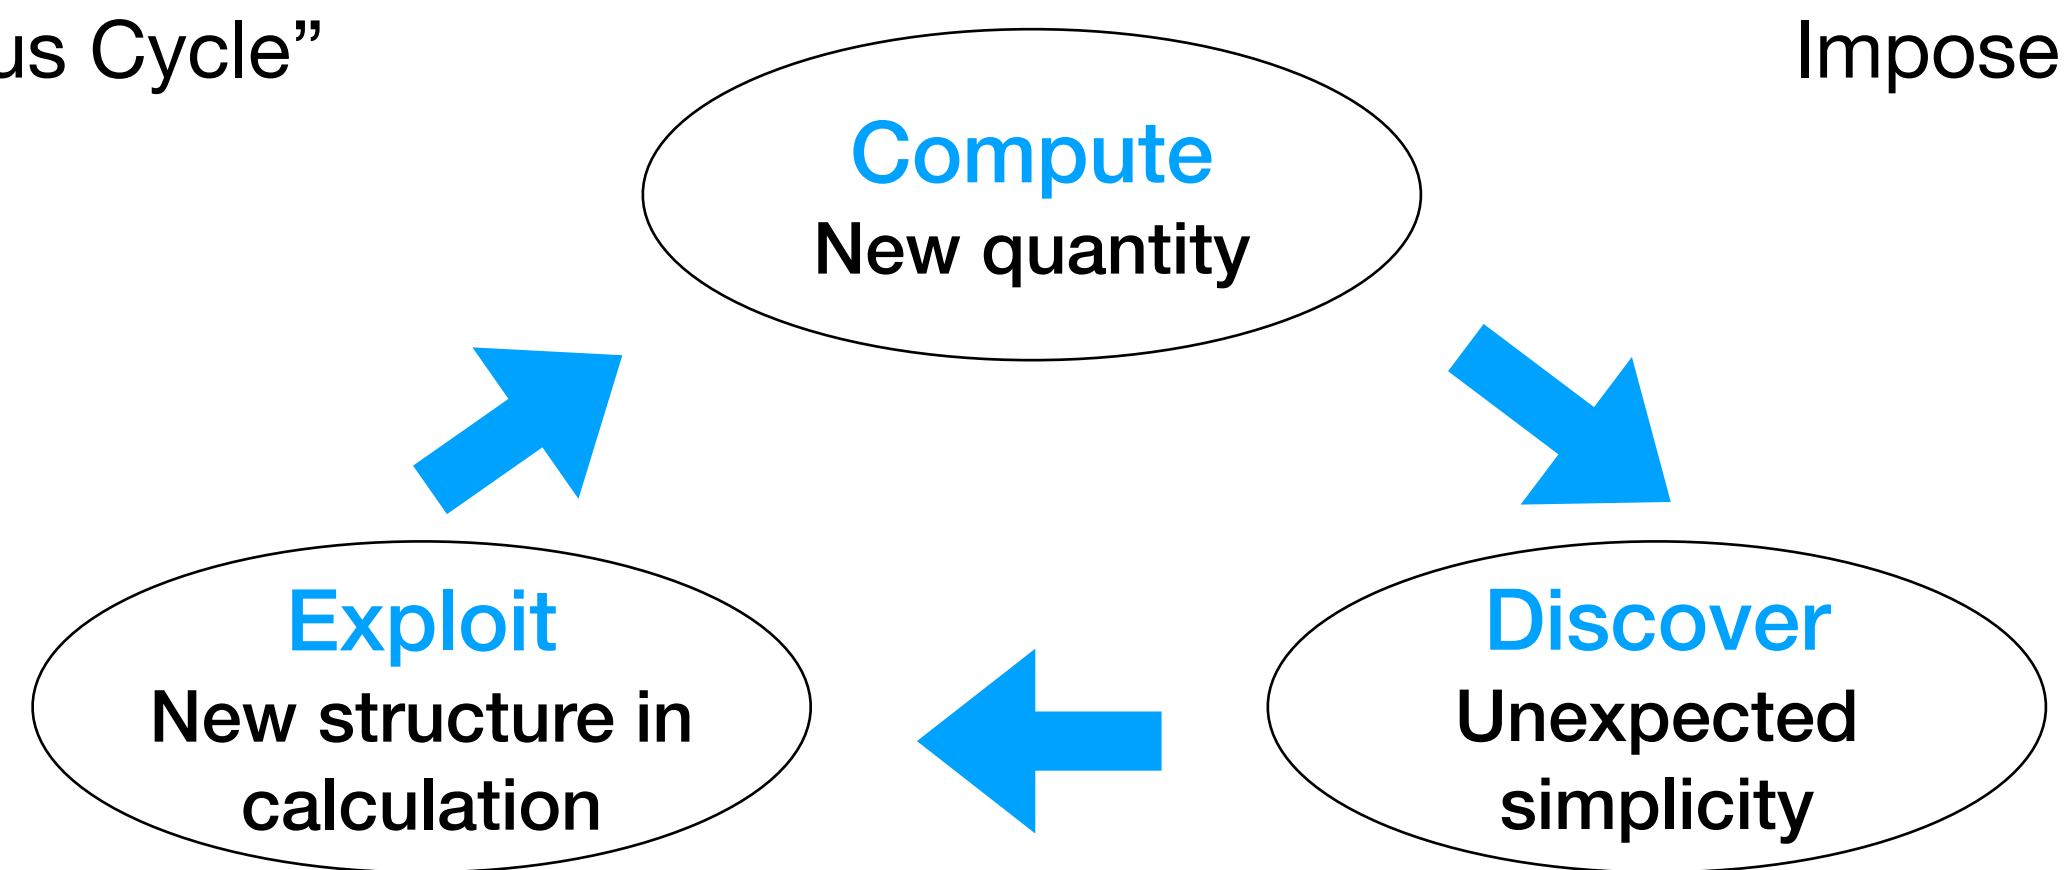 us Cycle”
Impose
Compute
New quantity
Exploit
New structure in
calculation
Discover
Unexpected
simplicity